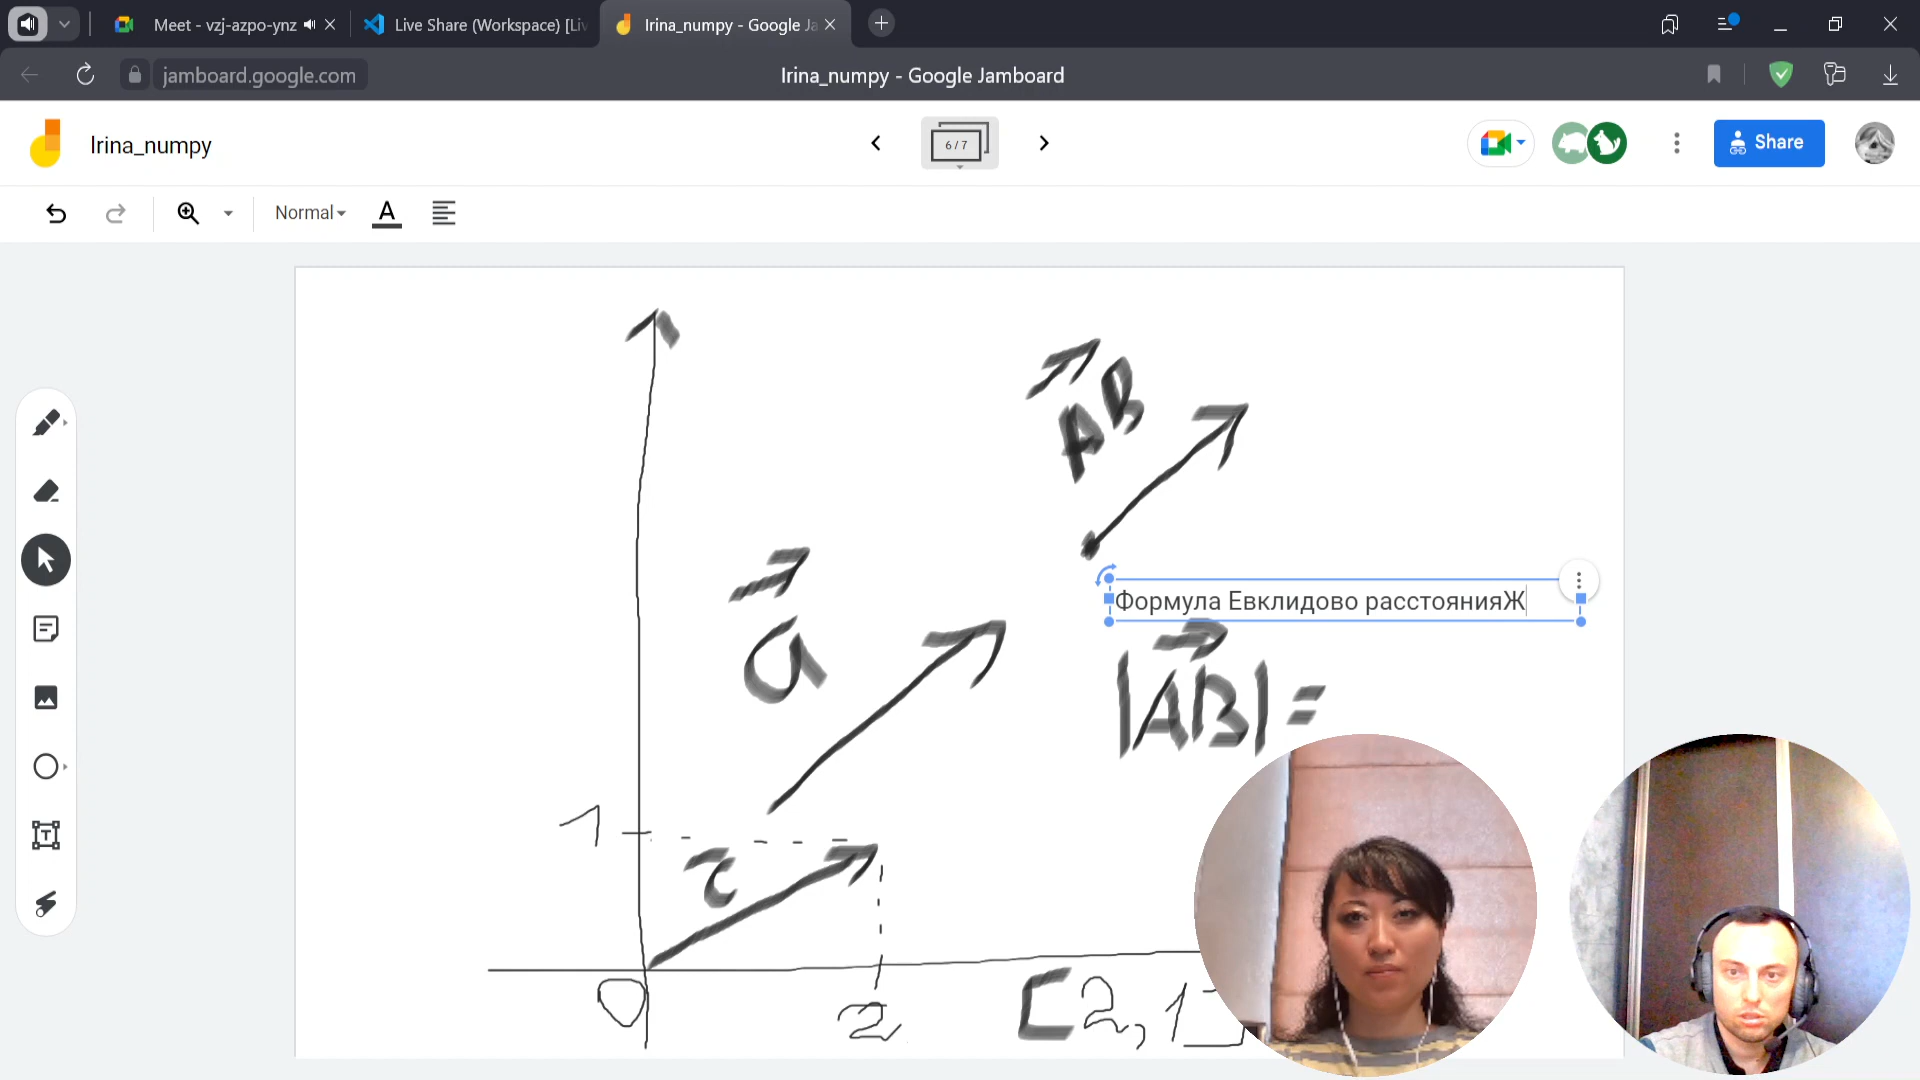 Meet - vzj-azpo-ynz
Live Share (Workspace) [Liv
Irina_numpy - Google Ja
jamboard.google.com
Irina_numpy - Google Jamboard
Irina_numpy
6 / 7
Share
Normal
A
AB
a
Формула Евклидово расстоянияЖ
|AB| =
1
r
0
2
[2,1]
T